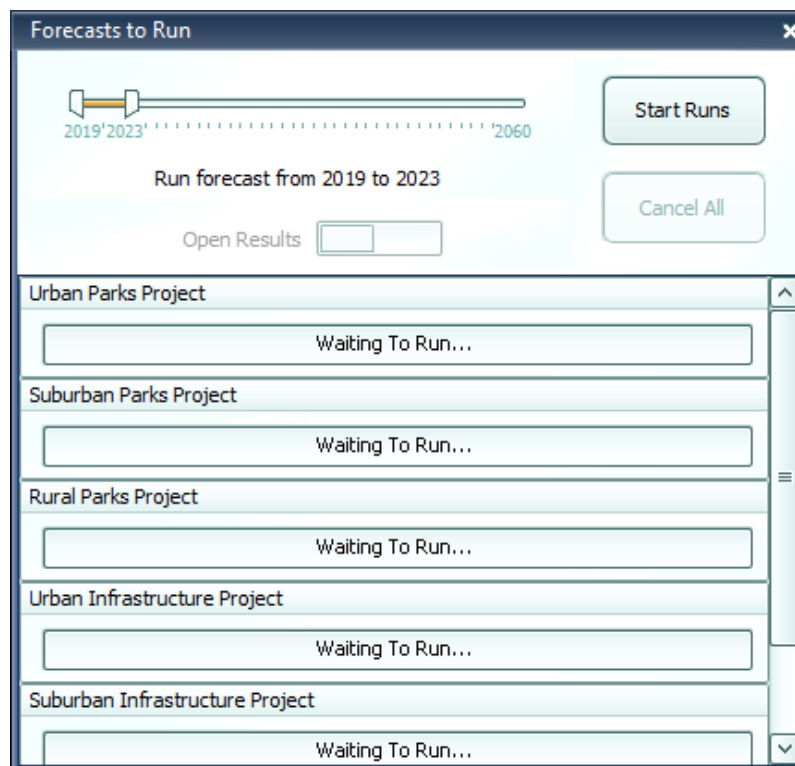 Forecasts to Run
2019'2023' '2060
Start Runs
Run forecast from 2019 to 2023
Cancel All
Open Results
Urban Parks Project
Waiting To Run...
Suburban Parks Project
Waiting To Run...
Rural Parks Project
Waiting To Run...
Urban Infrastructure Project
Waiting To Run...
Suburban Infrastructure Project
Waiting To Run...